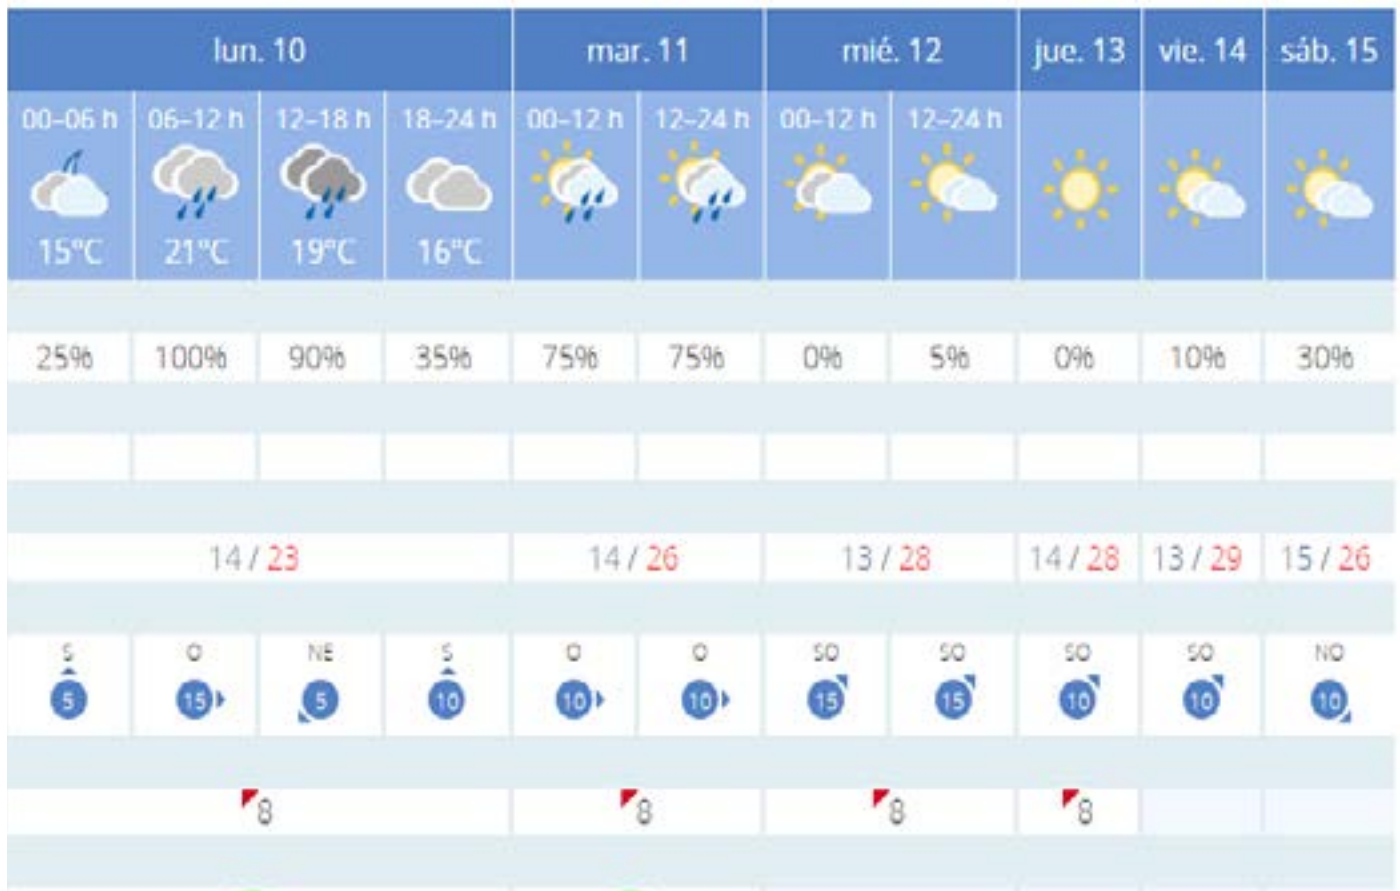 lun. 10 mar. 11 mié. 12 jue. 13 vie. 14 sáb. 15
00–06 h 06–12 h 12–18 h 18–24 h 00–12 h 12–24 h 00–12 h 12–24 h
15°C 21°C 19°C 16°C
25% 100% 90% 35% 75% 75% 0% 5% 0% 10% 30%
14 / 23 14 / 26 13 / 28 14 / 28 13 / 29 15 / 26
S O NE S O O SO SO SO SO NO
5 15 5 10 10 10 15 15 10 10 10
8 8 8 8